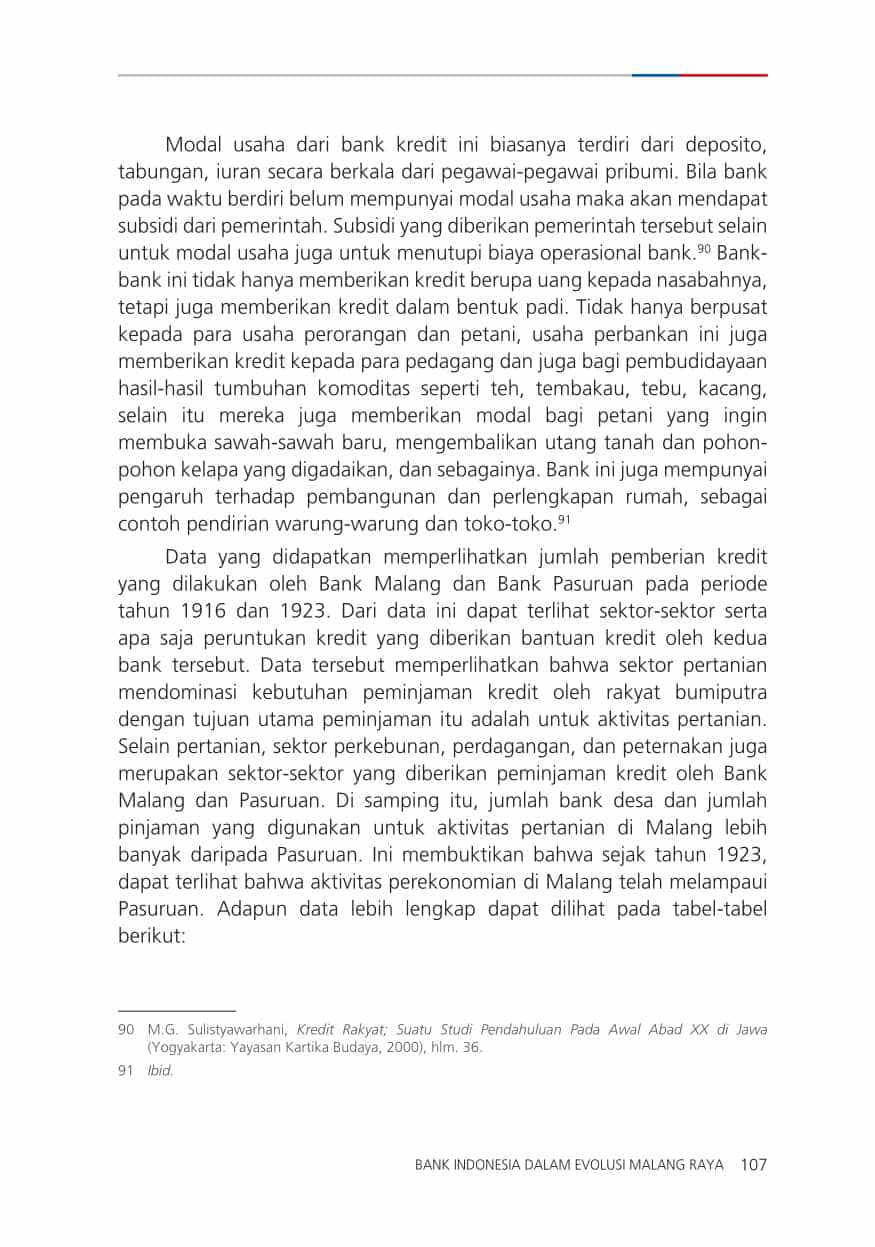 Modal usaha dari bank kredit ini biasanya terdiri dari deposito,
tabungan, iuran secara berkala dari pegawai-pegawai pribumi. Bila bank
pada waktu berdiri belum mempunyai modal usaha maka akan mendapat
subsidi dari pemerintah. Subsidi yang diberikan pemerintah tersebut selain
untuk modal usaha juga untuk menutupi biaya operasional bank.⁹⁰ Bank-
bank ini tidak hanya memberikan kredit berupa uang kepada nasabahnya,
tetapi juga memberikan kredit dalam bentuk padi. Tidak hanya berpusat
kepada para usaha perorangan dan petani, usaha perbankan ini juga
memberikan kredit kepada para pedagang dan juga bagi pembudidayaan
hasil-hasil tumbuhan komoditas seperti teh, tembakau, tebu, kacang,
selain itu mereka juga memberikan modal bagi petani yang ingin
membuka sawah-sawah baru, mengembalikan utang tanah dan pohon-
pohon kelapa yang digadaikan, dan sebagainya. Bank ini juga mempunyai
pengaruh terhadap pembangunan dan perlengkapan rumah, sebagai
contoh pendirian warung-warung dan toko-toko.⁹¹
Data yang didapatkan memperlihatkan jumlah pemberian kredit
yang dilakukan oleh Bank Malang dan Bank Pasuruan pada periode
tahun 1916 dan 1923. Dari data ini dapat terlihat sektor-sektor serta
apa saja peruntukan kredit yang diberikan bantuan kredit oleh kedua
bank tersebut. Data tersebut memperlihatkan bahwa sektor pertanian
mendominasi kebutuhan peminjaman kredit oleh rakyat bumiputra
dengan tujuan utama peminjaman itu adalah untuk aktivitas pertanian.
Selain pertanian, sektor perkebunan, perdagangan, dan peternakan juga
merupakan sektor-sektor yang diberikan peminjaman kredit oleh Bank
Malang dan Pasuruan. Di samping itu, jumlah bank desa dan jumlah
pinjaman yang digunakan untuk aktivitas pertanian di Malang lebih
banyak daripada Pasuruan. Ini membuktikan bahwa sejak tahun 1923,
dapat terlihat bahwa aktivitas perekonomian di Malang telah melampaui
Pasuruan. Adapun data lebih lengkap dapat dilihat pada tabel-tabel
berikut:
90 M.G. Sulistyawarhani, Kredit Rakyat; Suatu Studi Pendahuluan Pada Awal Abad XX di Jawa
(Yogyakarta: Yayasan Kartika Budaya, 2000), hlm. 36.
91 Ibid.
BANK INDONESIA DALAM EVOLUSI MALANG RAYA 107